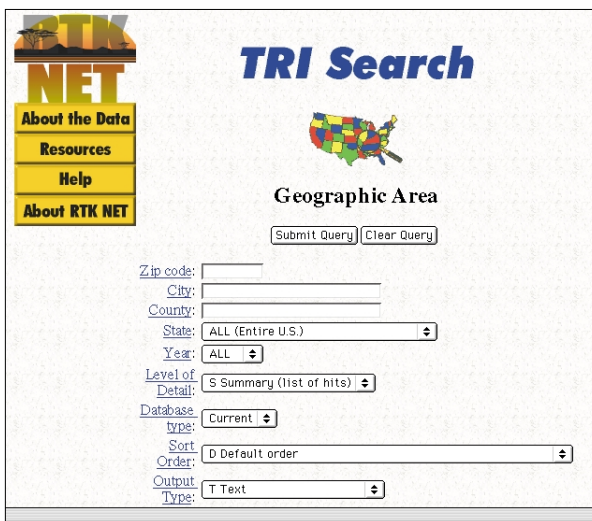 RTK
NET
About the Data
Resources
Help
About RTK NET
TRI Search
Geographic Area
Submit Query Clear Query
Zip code:
City:
County:
State: ALL (Entire U.S.)
Year: ALL
Level of
Detail: S Summary (list of hits)
Database
type: Current
Sort
Order: D Default order
Output
Type: T Text